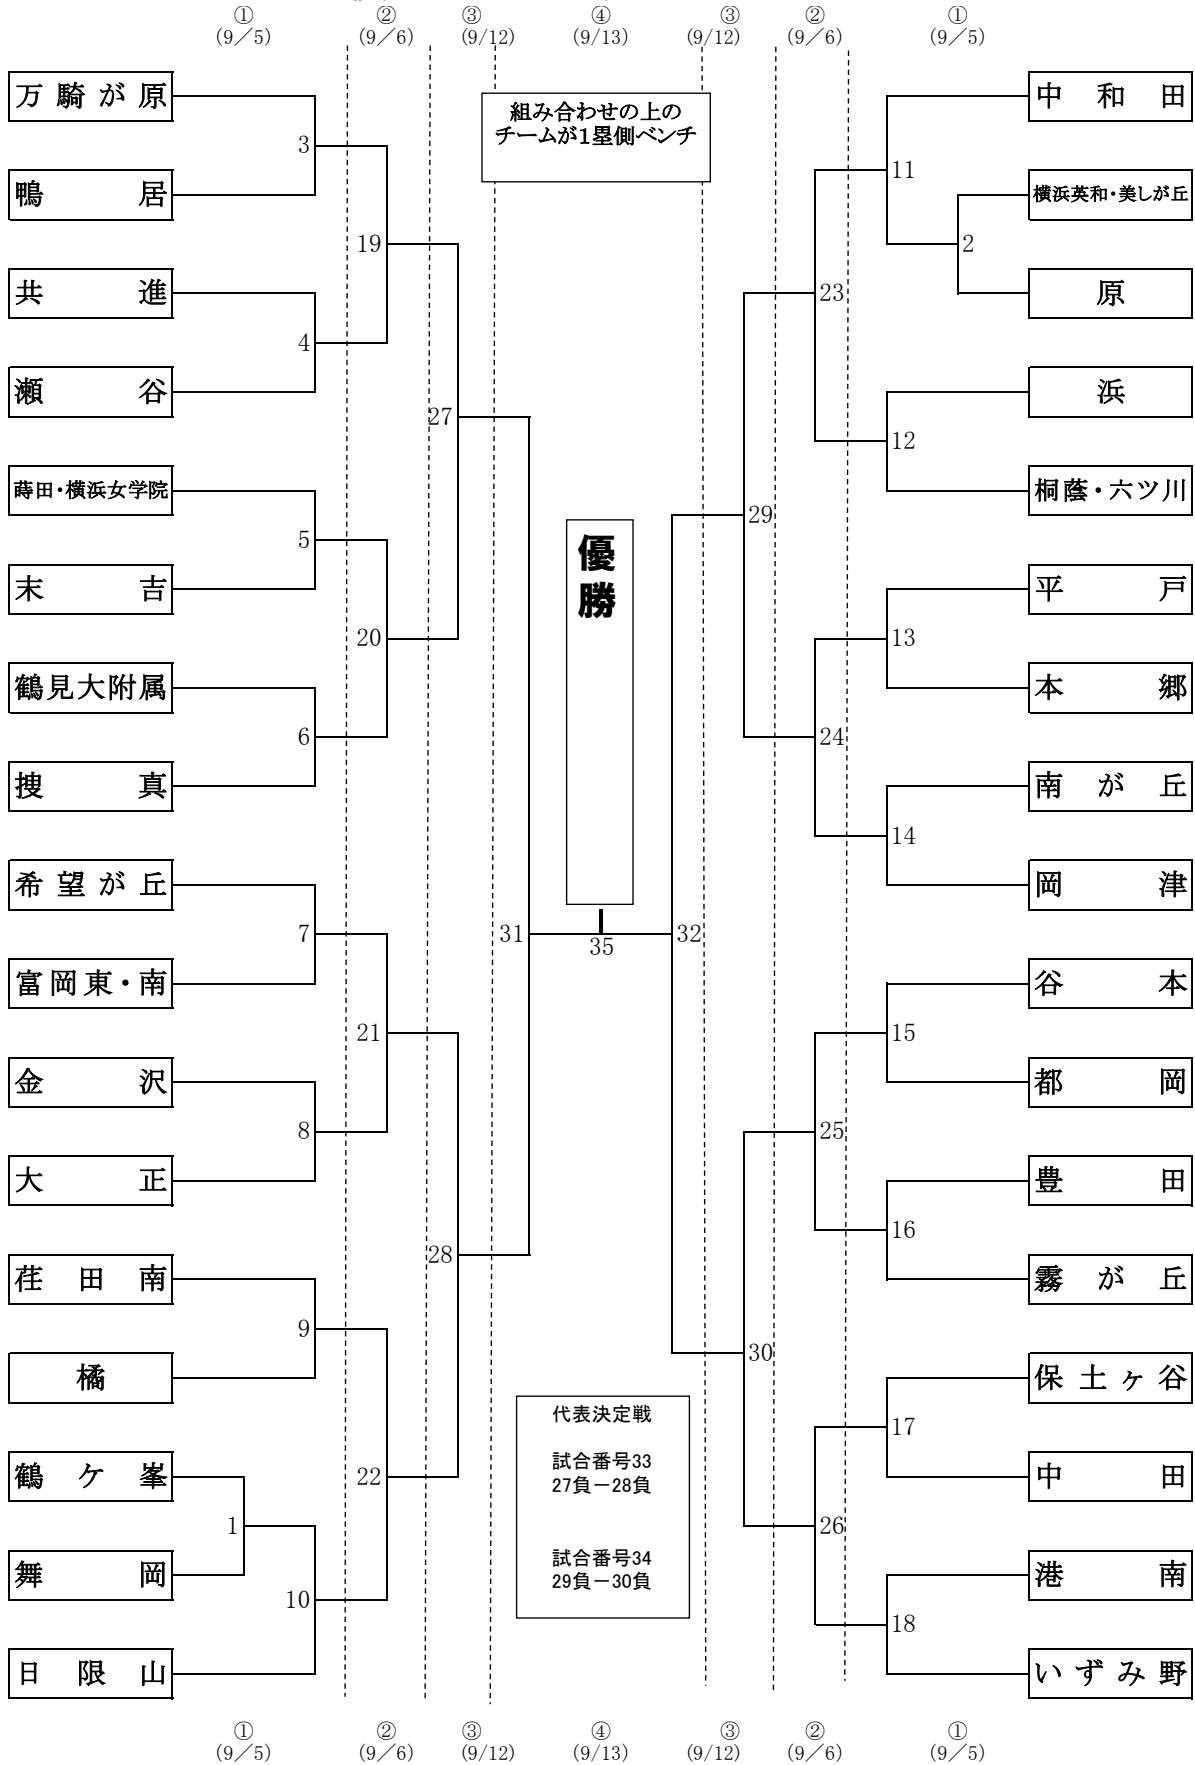 ① ② ③ ④ ③ ② ①
(9／5) (9／6) (9/12) (9/13) (9/12) (9／6) (9／5)
組み合わせの上の
チームが1塁側ベンチ
万騎が原
鴨居
共進
瀬谷
蒔田・横浜女学院
末吉
鶴見大附属
捜真
希望が丘
富岡東・南
金沢
大正
荏田南
橘
鶴ケ峯
舞岡
日限山
3
4
5
6
7
8
9
1
10
19
20
21
22
27
28
31
優
勝
35
32
29
30
23
24
25
26
11
2
12
13
14
15
16
17
18
中和田
横浜英和・美しが丘
原
浜
桐蔭・六ツ川
平戸
本郷
南が丘
岡津
谷本
都岡
豊田
霧が丘
保土ヶ谷
中田
港南
いずみ野
代表決定戦
試合番号33
27負－28負
試合番号34
29負－30負
① ② ③ ④ ③ ② ①
(9／5) (9／6) (9/12) (9/13) (9/12) (9／6) (9／5)